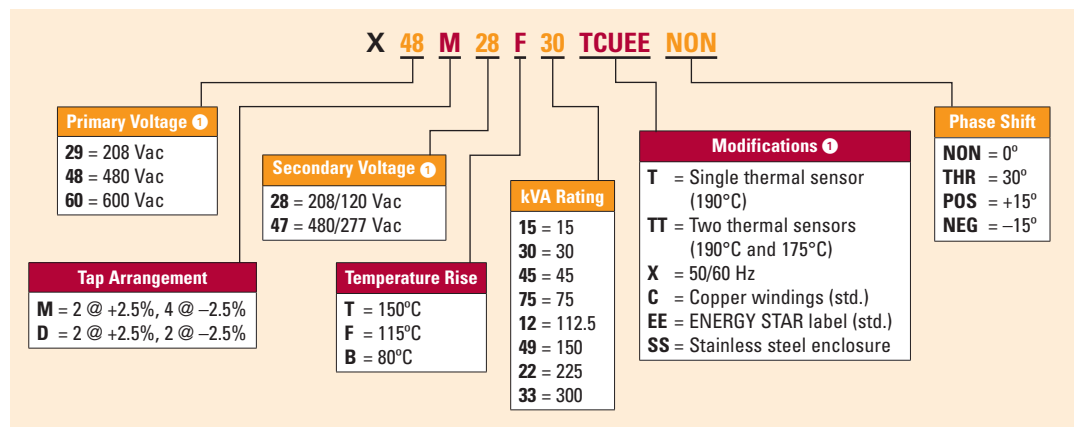 X 48 M 28 F 30 TCUEE NON
Primary Voltage ❶
29 = 208 Vac
48 = 480 Vac
60 = 600 Vac
Tap Arrangement
M = 2 @ +2.5%, 4 @ –2.5%
D = 2 @ +2.5%, 2 @ –2.5%
Secondary Voltage ❶
28 = 208/120 Vac
47 = 480/277 Vac
Temperature Rise
T = 150ºC
F = 115ºC
B = 80ºC
kVA Rating
15 = 15
30 = 30
45 = 45
75 = 75
12 = 112.5
49 = 150
22 = 225
33 = 300
Modifications ❶
T = Single thermal sensor
(190°C)
TT = Two thermal sensors
(190°C and 175°C)
X = 50/60 Hz
C = Copper windings (std.)
EE = ENERGY STAR label (std.)
SS = Stainless steel enclosure
Phase Shift
NON = 0º
THR = 30º
POS = +15º
NEG = –15º